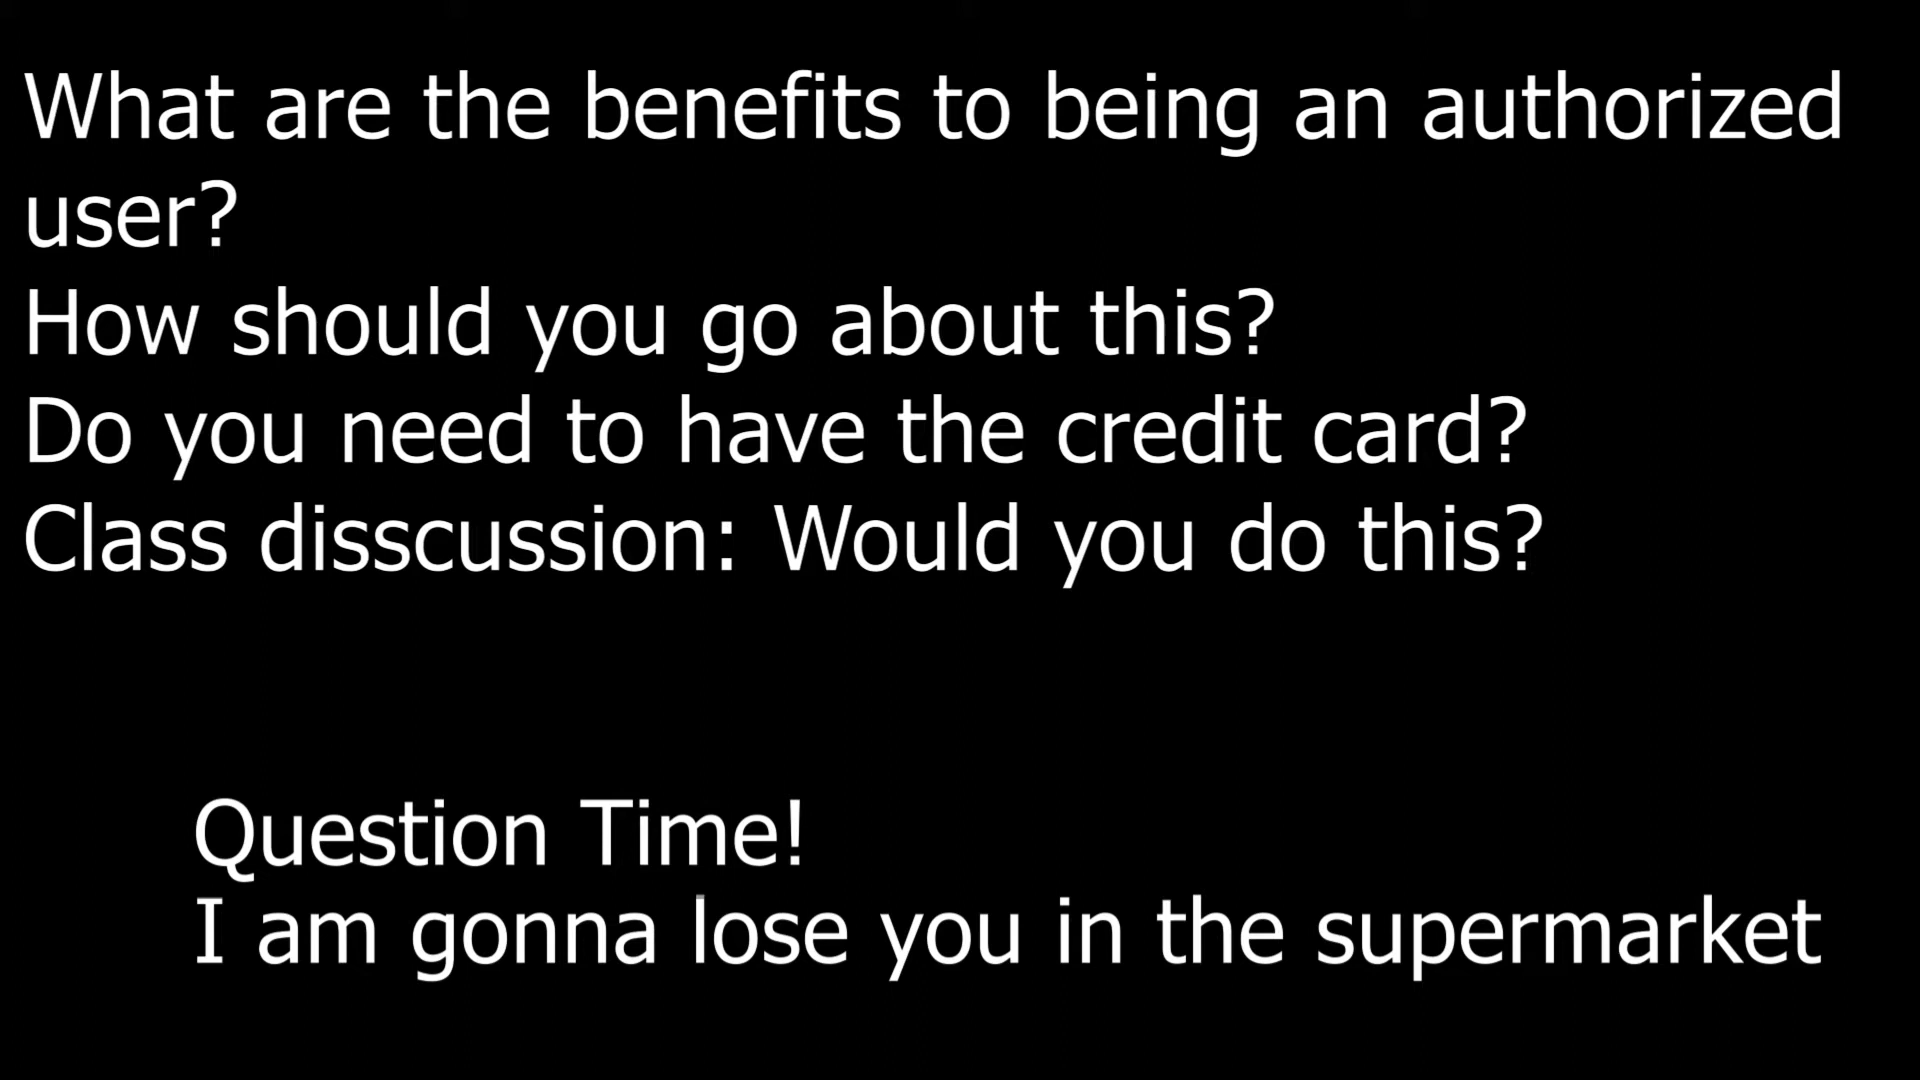 What are the benefits to being an authorized
user?
How should you go about this?
Do you need to have the credit card?
Class disscussion: Would you do this?
Question Time!
I am gonna lose you in the supermarket